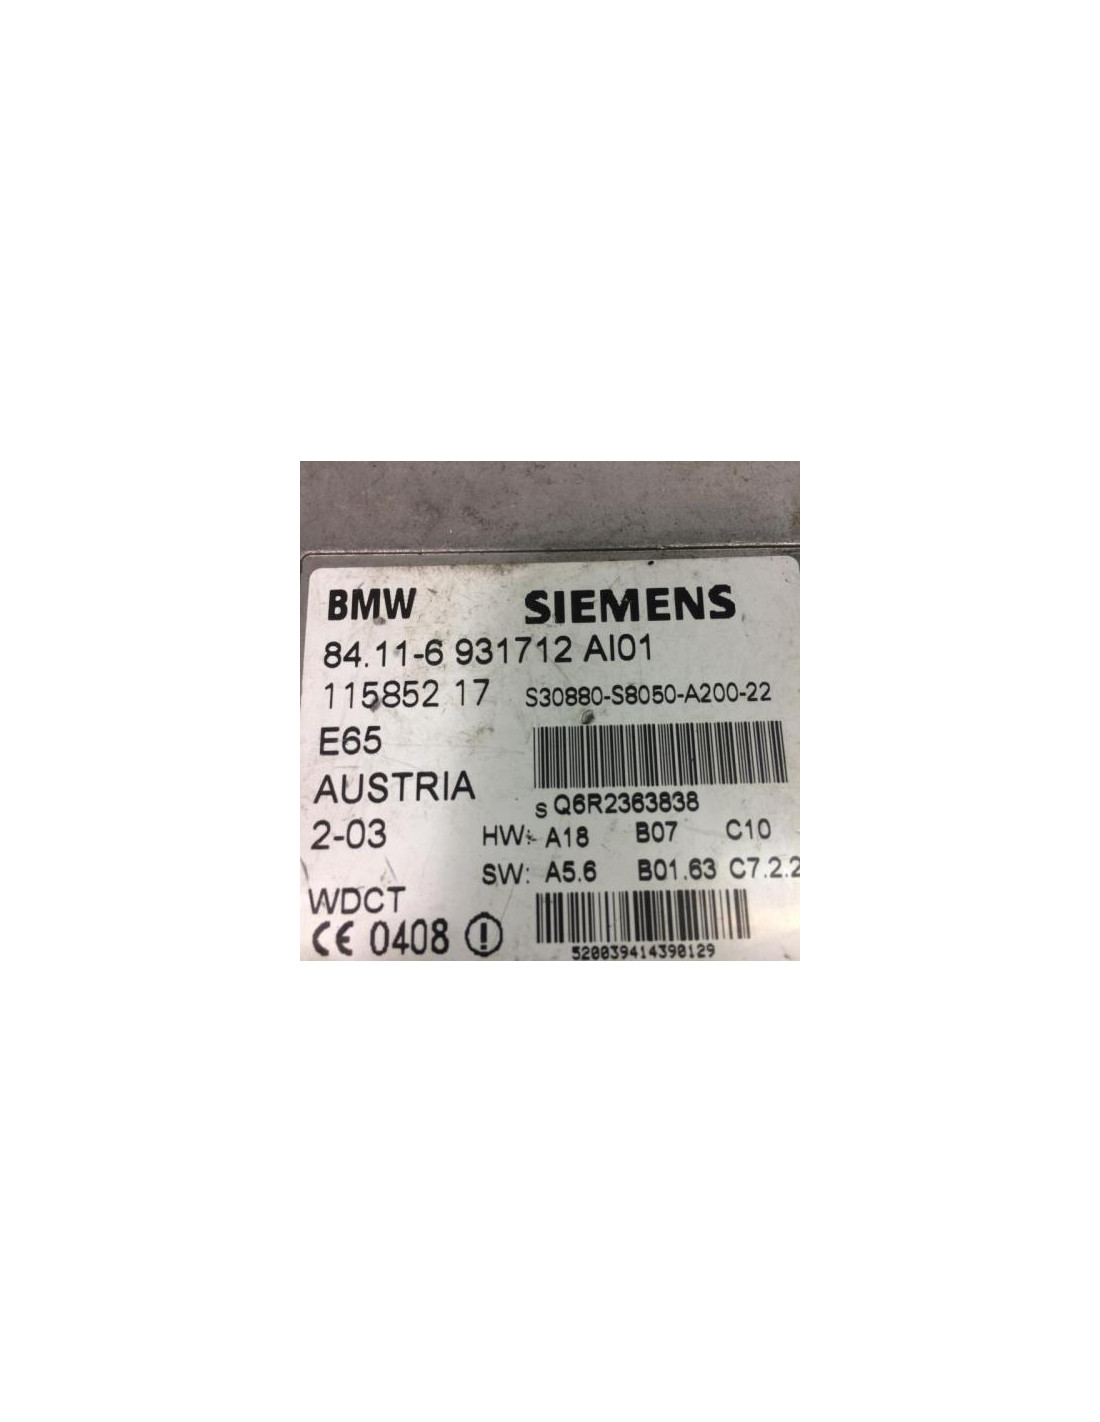 BMW SIEMENS
84.11-6 931712 AI01
115852 17 S30880-S8050-A200-22
E65
AUSTRIA
S Q6R2363838
2-03 HW: A18 B07 C10
SW: A5.6 B01.63 C7.2.2
WDCT
CE 0408
520039414390129